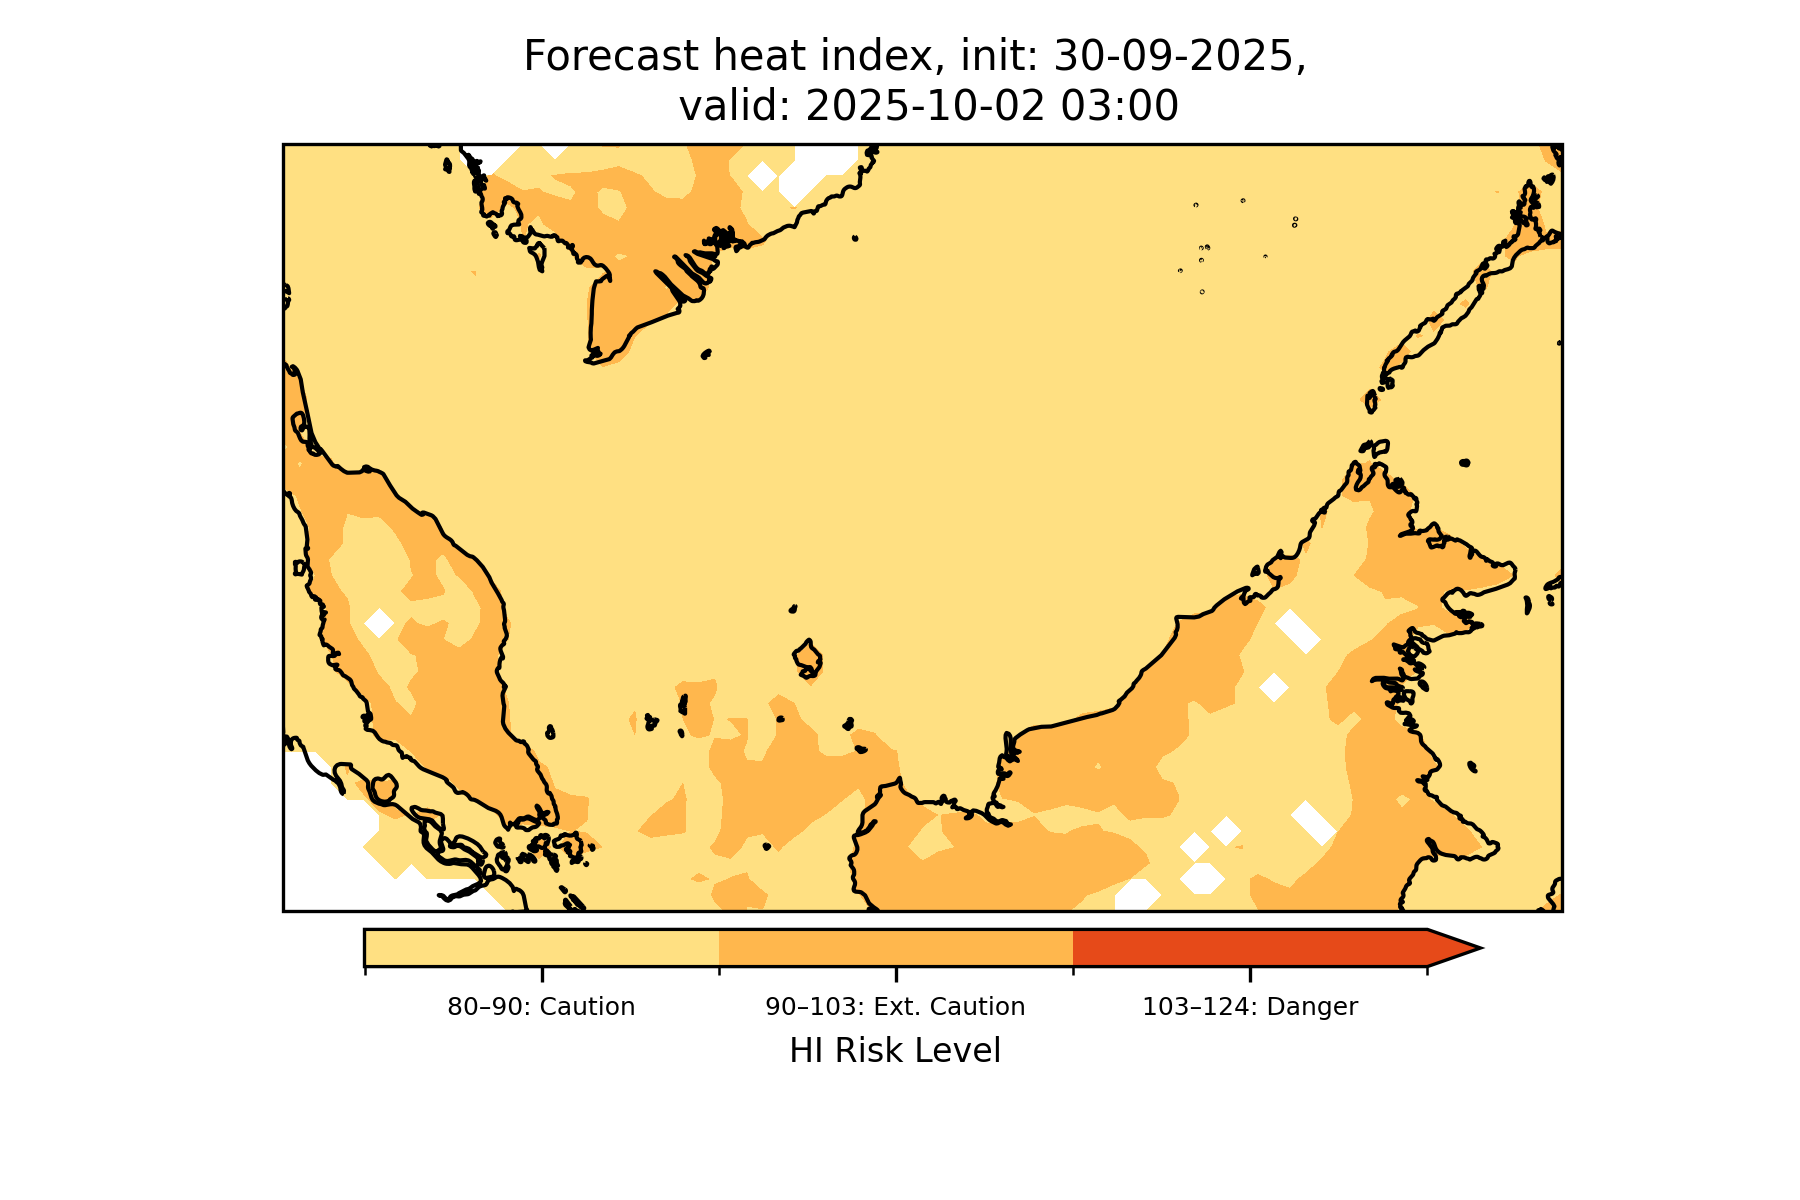 Forecast heat index, init: 30-09-2025,
valid: 2025-10-02 03:00
80–90: Caution
90–103: Ext. Caution
103–124: Danger
HI Risk Level